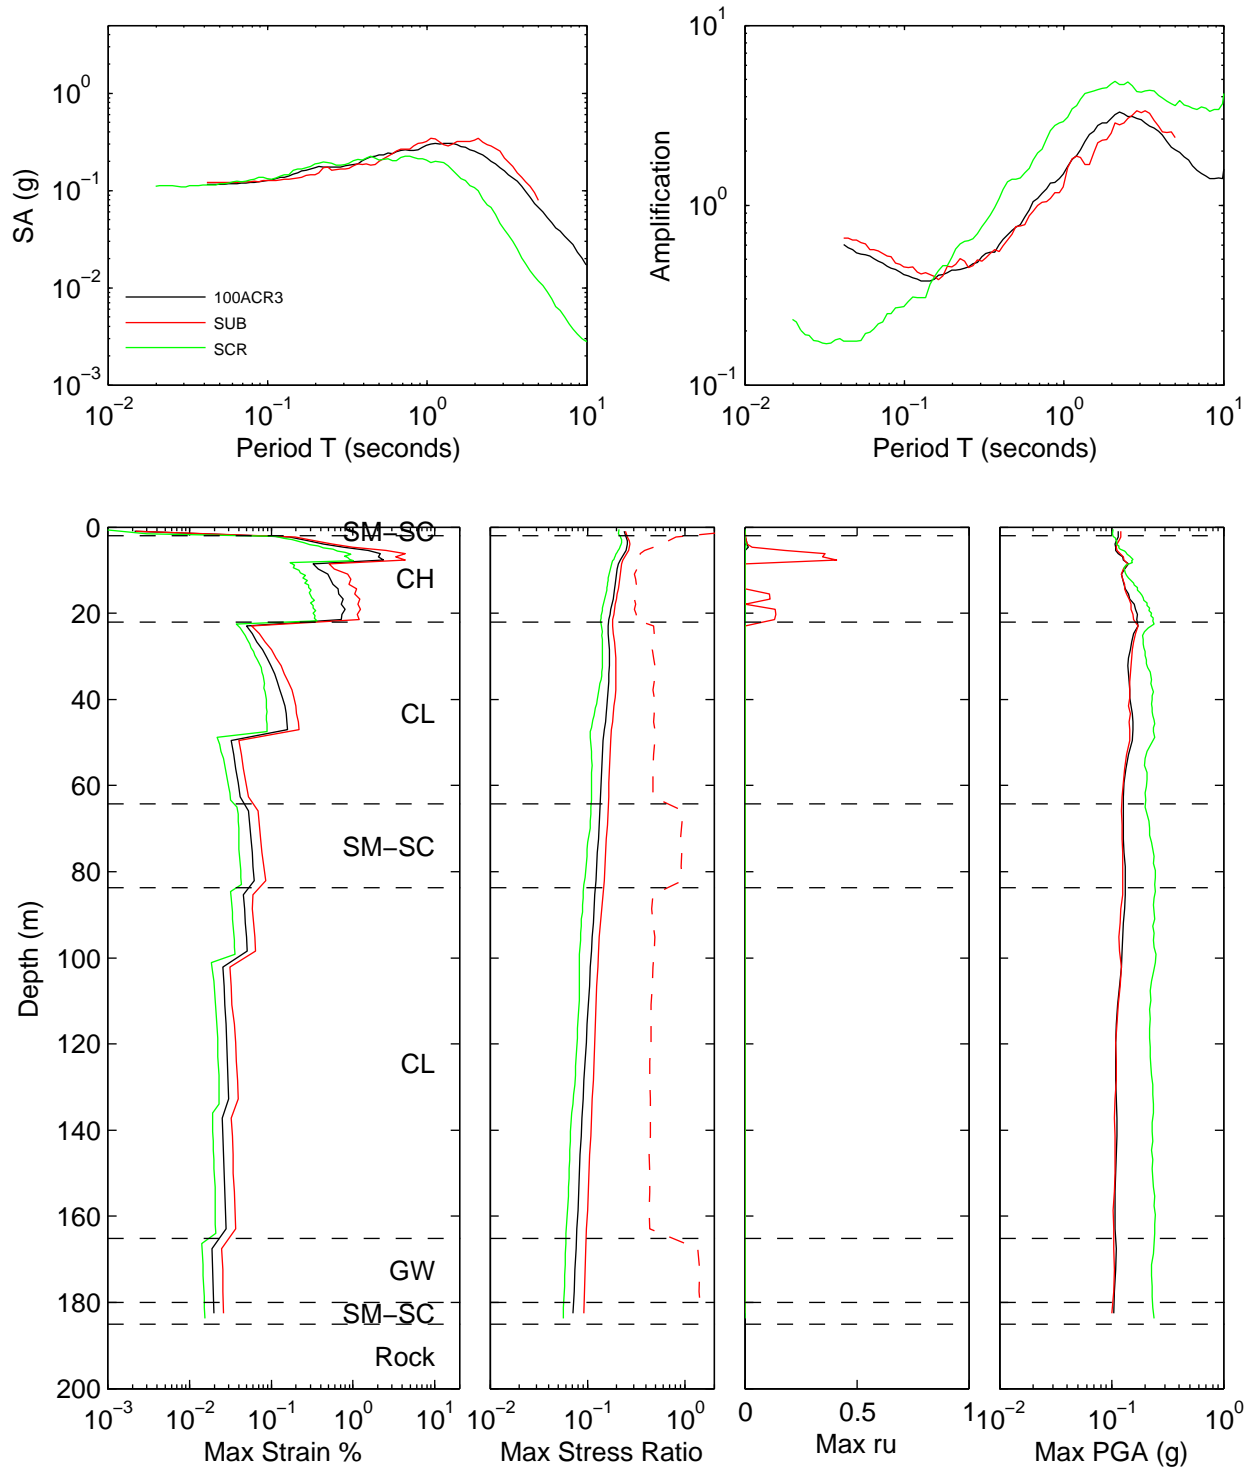 10^0
10^−1
10^−2
10^−3
SA (g)
100ACR3
SUB
SCR
10^−2 10^−1 10^0 10^1
Period T (seconds)
10^1
10^0
10^−1
Amplification
10^−2 10^−1 10^0 10^1
Period T (seconds)
0
20
40
60
80
100
120
140
160
180
200
Depth (m)
SM−SC
CH
CL
SM−SC
CL
GW
SM−SC
Rock
10^−3 10^−2 10^−1 10^0 10^1
Max Strain %
10^−1 10^0
Max Stress Ratio
0 0.5 1
Max ru
10^−2 10^−1 10^0
Max PGA (g)